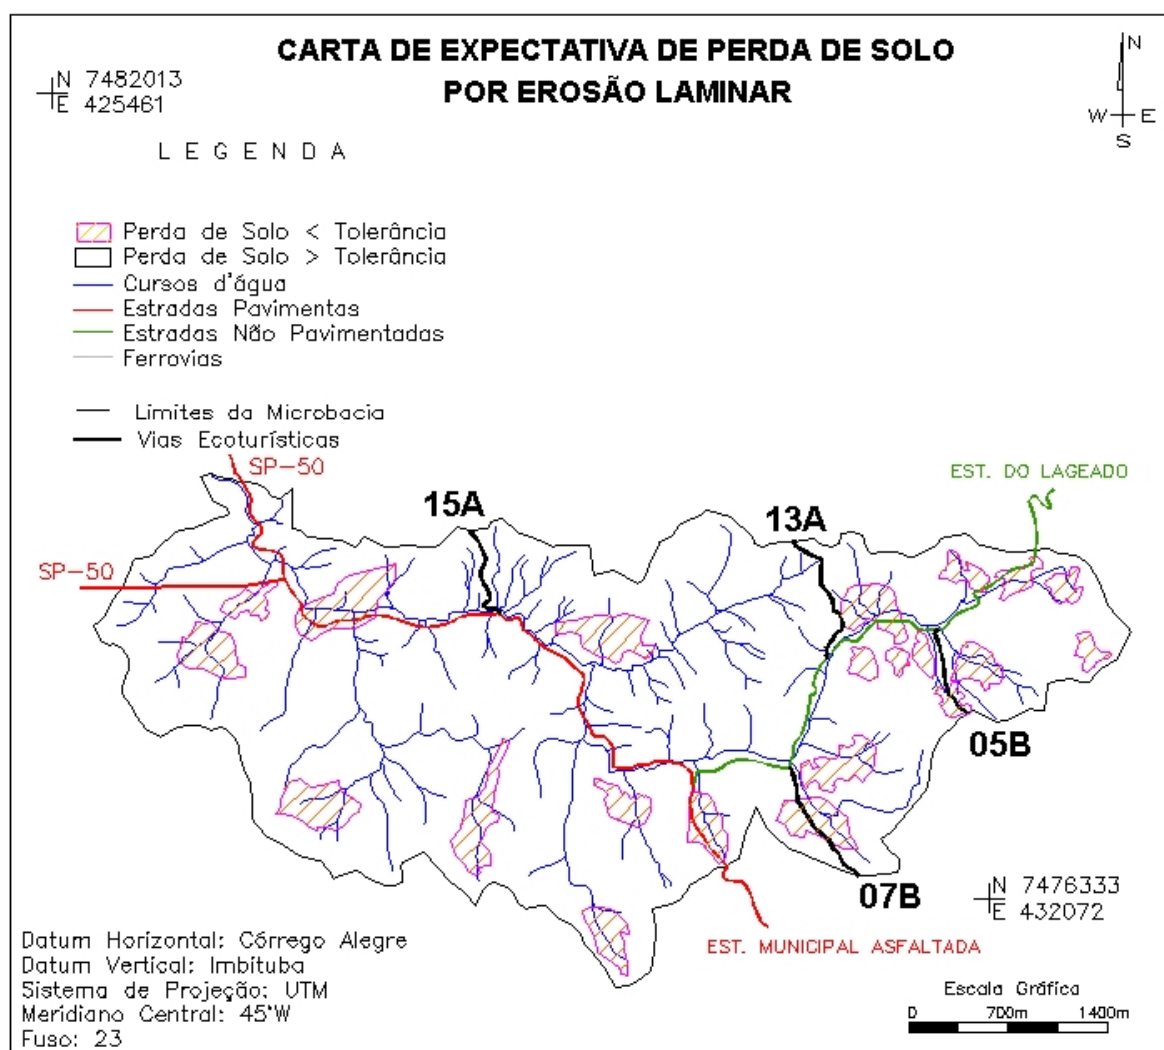 CARTA DE EXPECTATIVA DE PERDA DE SOLO
POR EROSÃO LAMINAR
N 7482013
E 425461
N
W E
S
LEGENDA
Perda de Solo < Tolerância
Perda de Solo > Tolerância
Cursos d'água
Estradas Pavimentas
Estradas Não Pavimentadas
Ferrovias
Limites da Microbacia
Vias Ecoturísticas
SP-50
EST. DO LAGEADO
15A
13A
SP-50
05B
07B
N 7476333
E 432072
EST. MUNICIPAL ASFALTADA
Datum Horizontal: Córrego Alegre
Datum Vertical: Imbituba
Sistema de Projeção: UTM
Meridiano Central: 45°W
Fuso: 23
Escala Gráfica
0 700m 1400m